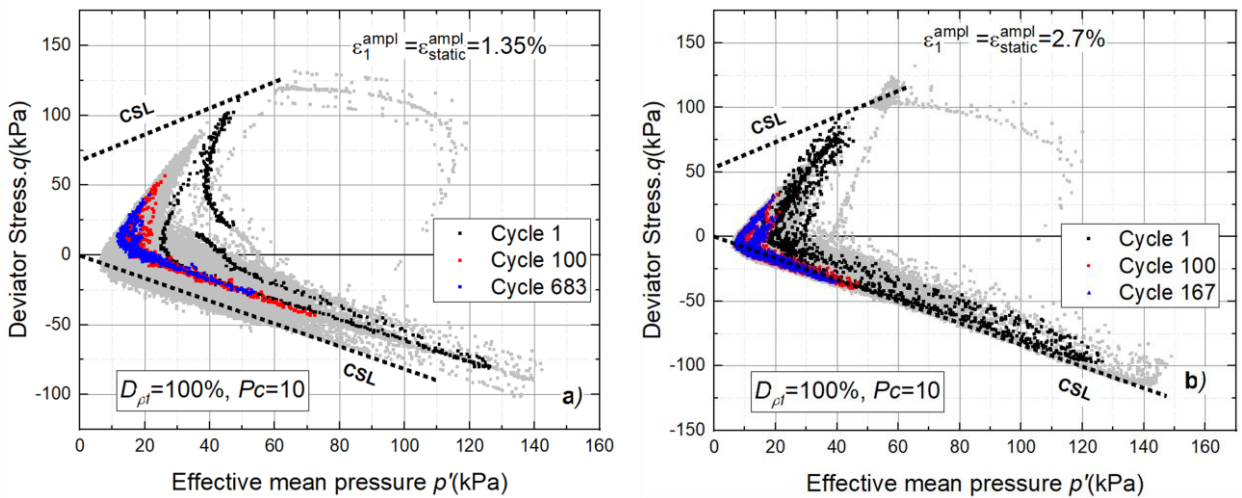 ε₁ᵃᵐᵖˡ =εₛₜₐₜᵢcᵃᵐᵖˡ=1.35%
CSL
Deviator Stress.q(kPa)
150
100
50
0
-50
-100
Cycle 1
Cycle 100
Cycle 683
CSL
Dρ1=100%, Pc=10
a)
0 20 40 60 80 100 120 140 160
Effective mean pressure p'(kPa)
ε₁ᵃᵐᵖˡ =εₛₜₐₜᵢcᵃᵐᵖˡ=2.7%
CSL
Deviator Stress.q(kPa)
150
100
50
0
-50
-100
-150
Cycle 1
Cycle 100
Cycle 167
CSL
Dρ1=100%, Pc=10
b)
0 20 40 60 80 100 120 140 160
Effective mean pressure p'(kPa)